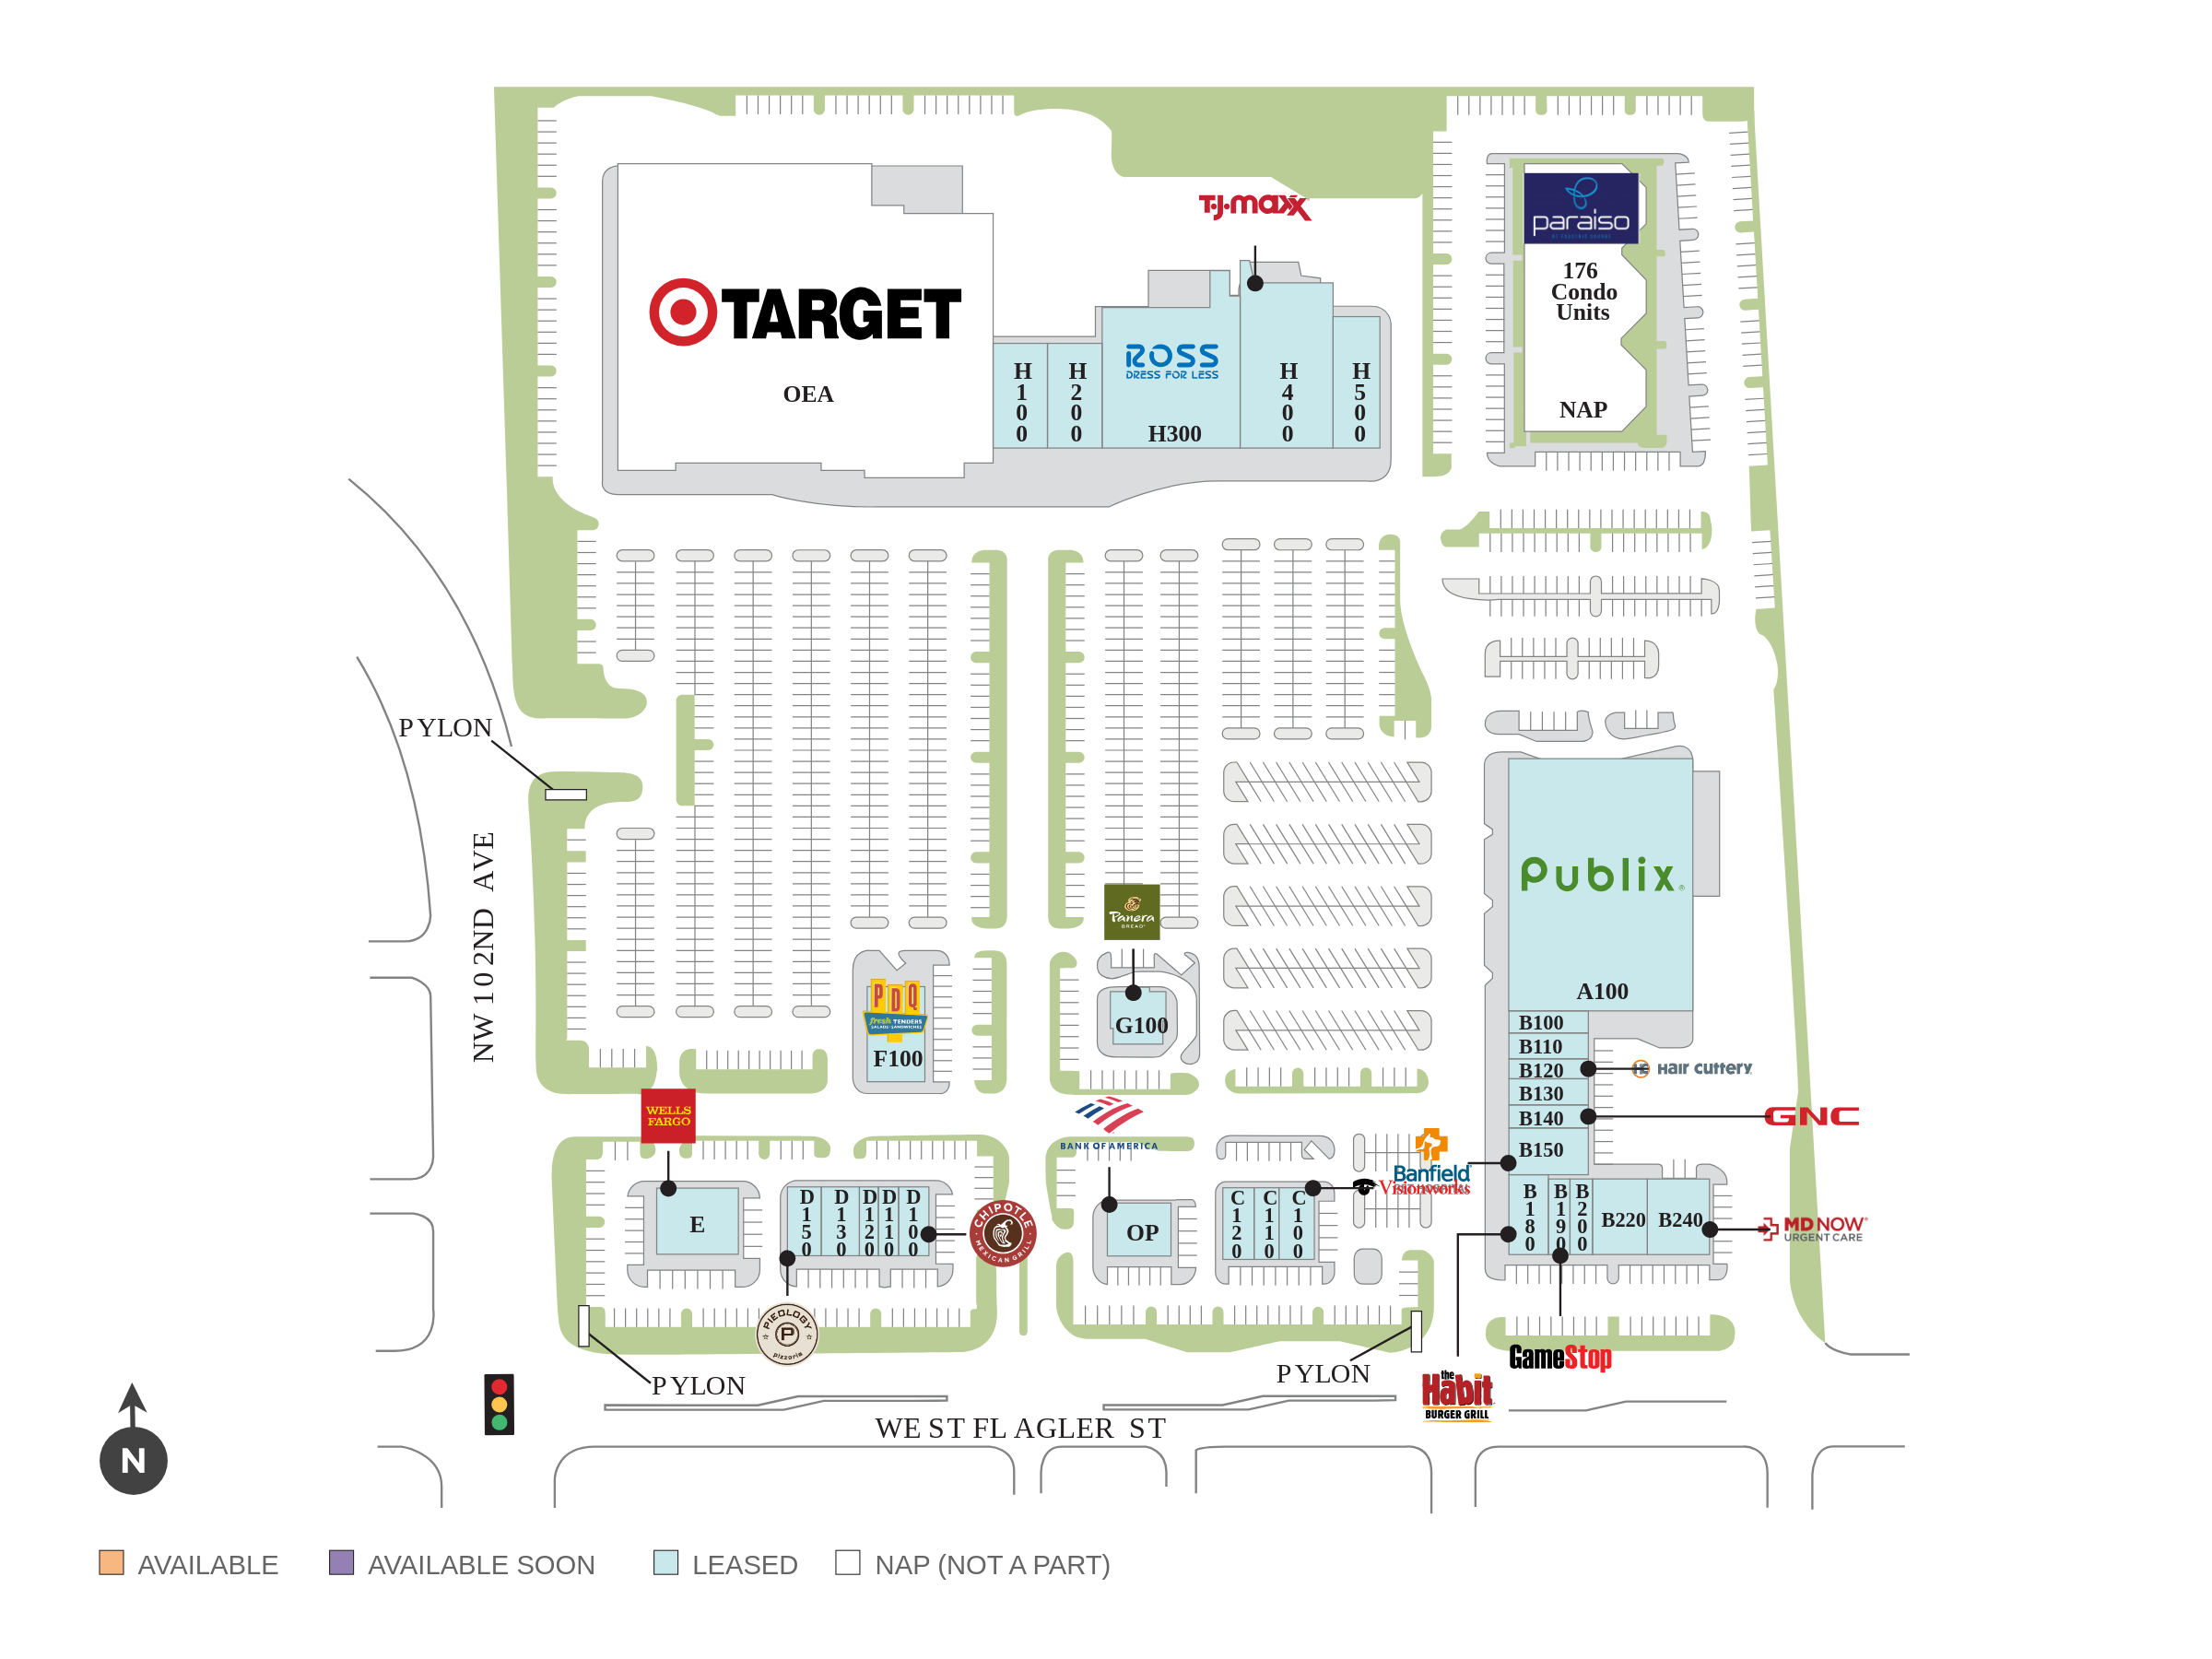 T·J·maxx
paraiso
176
Condo
Units
NAP
TARGET
OEA
H100
H200
ROSS
DRESS FOR LESS
H300
H400
H500
PYLON
NW 102ND AVE
Publix
A100
Panera
BREAD
G100
PDQ
fresh TENDERS
SALADS SANDWICHES
F100
B100
B110
B120
HAIR CUTTERY
B130
B140
GNC
B150
WELLS
FARGO
E
D150
D130
D120
D110
D100
CHIPOTLE
MEXICAN GRILL
BANK OF AMERICA
OP
C120
C110
C100
Banfield
Visionworks
B180
B190
B200
B220
B240
MD NOW
URGENT CARE
PIEOLOGY
P
pizzeria
PYLON
PYLON
the
Habit
BURGER GRILL
GameStop
WEST FLAGLER ST
N
AVAILABLE
AVAILABLE SOON
LEASED
NAP (NOT A PART)